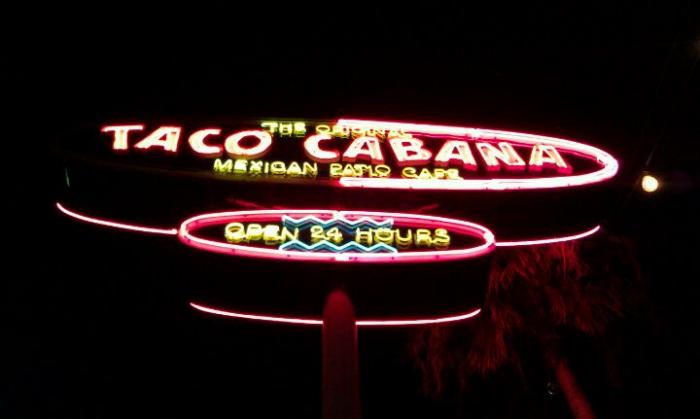 THE ORIGINAL
TACO CABANA
MEXICAN PATIO CAFE
OPEN 24 HOURS